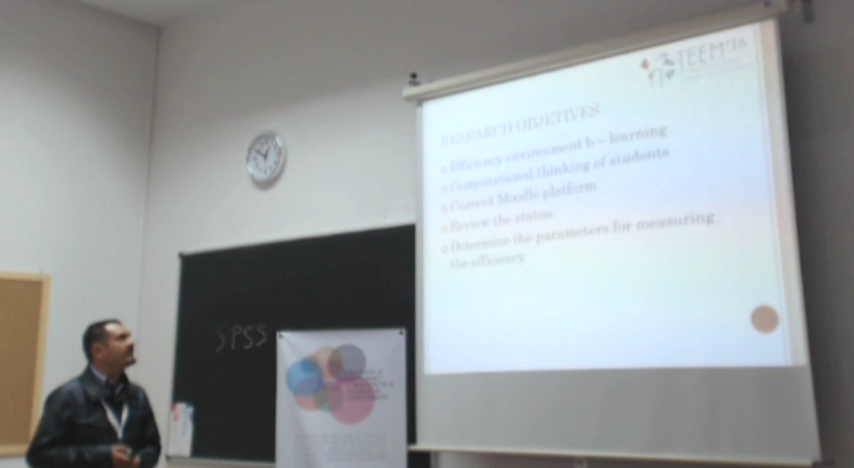 TEEM'16
RESEARCH OBJETIVES
Efficiency environment b – learning
Computational thinking of students
Current Moodle platform
Review the status
Determine the parameters for measuring
the efficiency
SPSS